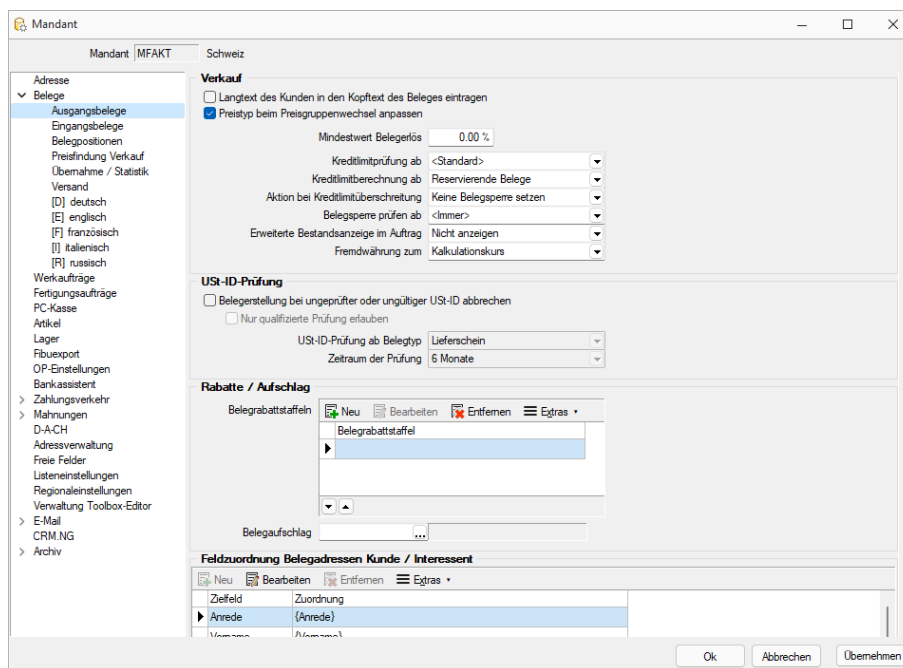 Mandant
Mandant MFAKT Schweiz
Adresse
Belege
Ausgangsbelege
Eingangsbelege
Belegpositionen
Preisfindung Verkauf
Übernahme / Statistik
Versand
[D] deutsch
[E] englisch
[F] französisch
[I] italienisch
[R] russisch
Werkaufträge
Fertigungsaufträge
PC-Kasse
Artikel
Lager
Fibuexport
OP-Einstellungen
Bankassistent
Zahlungsverkehr
Mahnungen
D-A-CH
Adressverwaltung
Freie Felder
Listeneinstellungen
Regionaleinstellungen
Verwaltung Toolbox-Editor
E-Mail
CRM.NG
Archiv
Verkauf
Langtext des Kunden in den Kopftext des Beleges eintragen
Preistyp beim Preisgruppenwechsel anpassen
Mindestwert Belegerlös 0.00 %
Kreditlimitprüfung ab <Standard>
Kreditlimitberechnung ab Reservierende Belege
Aktion bei Kreditlimitüberschreitung Keine Belegsperre setzen
Belegsperre prüfen ab <Immer>
Erweiterte Bestandsanzeige im Auftrag Nicht anzeigen
Fremdwährung zum Kalkulationskurs
USt-ID-Prüfung
Belegerstellung bei ungeprüfter oder ungültiger USt-ID abbrechen
Nur qualifizierte Prüfung erlauben
USt-ID-Prüfung ab Belegtyp Lieferschein
Zeitraum der Prüfung 6 Monate
Rabatte / Aufschlag
Belegrabattstaffeln Neu Bearbeiten Entfernen Extras
Belegrabattstaffel
Belegaufschlag ...
Feldzuordnung Belegadressen Kunde / Interessent
Neu Bearbeiten Entfernen Extras
Zielfeld Zuordnung
Anrede {Anrede}
Vorname {Vorname}
Ok Abbrechen Übernehmen